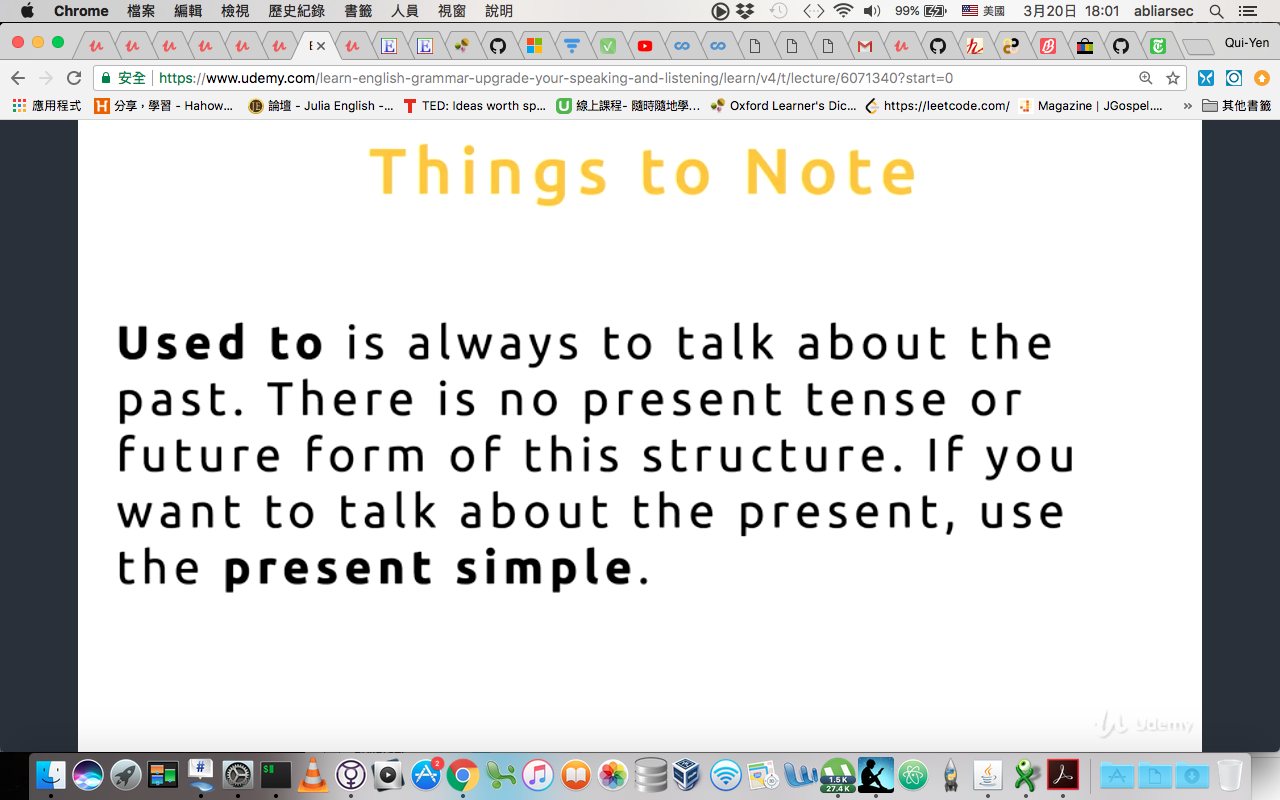 Chrome 檔案 編輯 檢視 歷史紀錄 書籤 人員 視窗 說明 99% 美國 3月20日 18:01 abliarsec
E Qui-Yen
安全 https://www.udemy.com/learn-english-grammar-upgrade-your-speaking-and-listening/learn/v4/t/lecture/6071340?start=0
應用程式 分享，學習 - Hahow... 論壇 - Julia English -... TED: Ideas worth sp... 線上課程- 隨時隨地學... Oxford Learner's Dic... https://leetcode.com/ Magazine | JGospel.... » 其他書籤
Things to Note
Used to is always to talk about the
past. There is no present tense or
future form of this structure. If you
want to talk about the present, use
the present simple.
Udemy
2
1.5 K
27.4 K